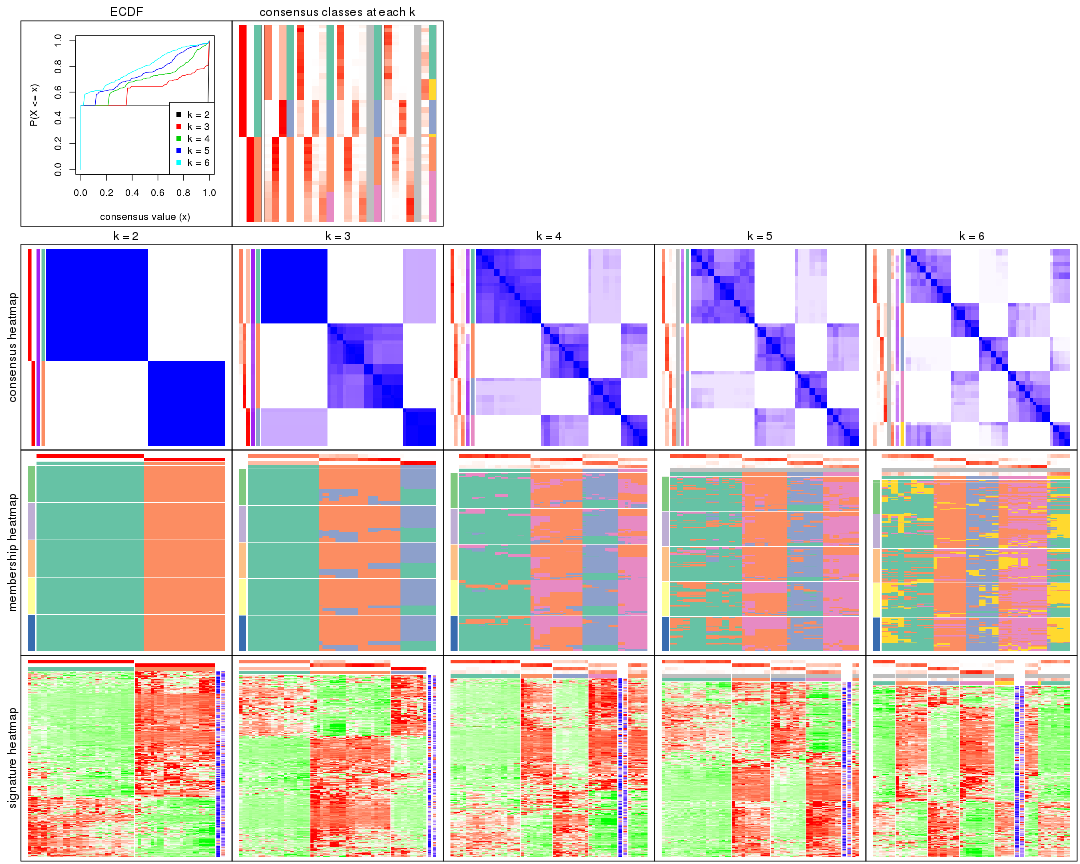 ECDF
consensus classes at each k
P(X <= x)
0.0 0.2 0.4 0.6 0.8 1.0
k = 2
k = 3
k = 4
k = 5
k = 6
0.0 0.2 0.4 0.6 0.8 1.0
consensus value (x)
k = 2
k = 3
k = 4
k = 5
k = 6
consensus heatmap
membership heatmap
signature heatmap